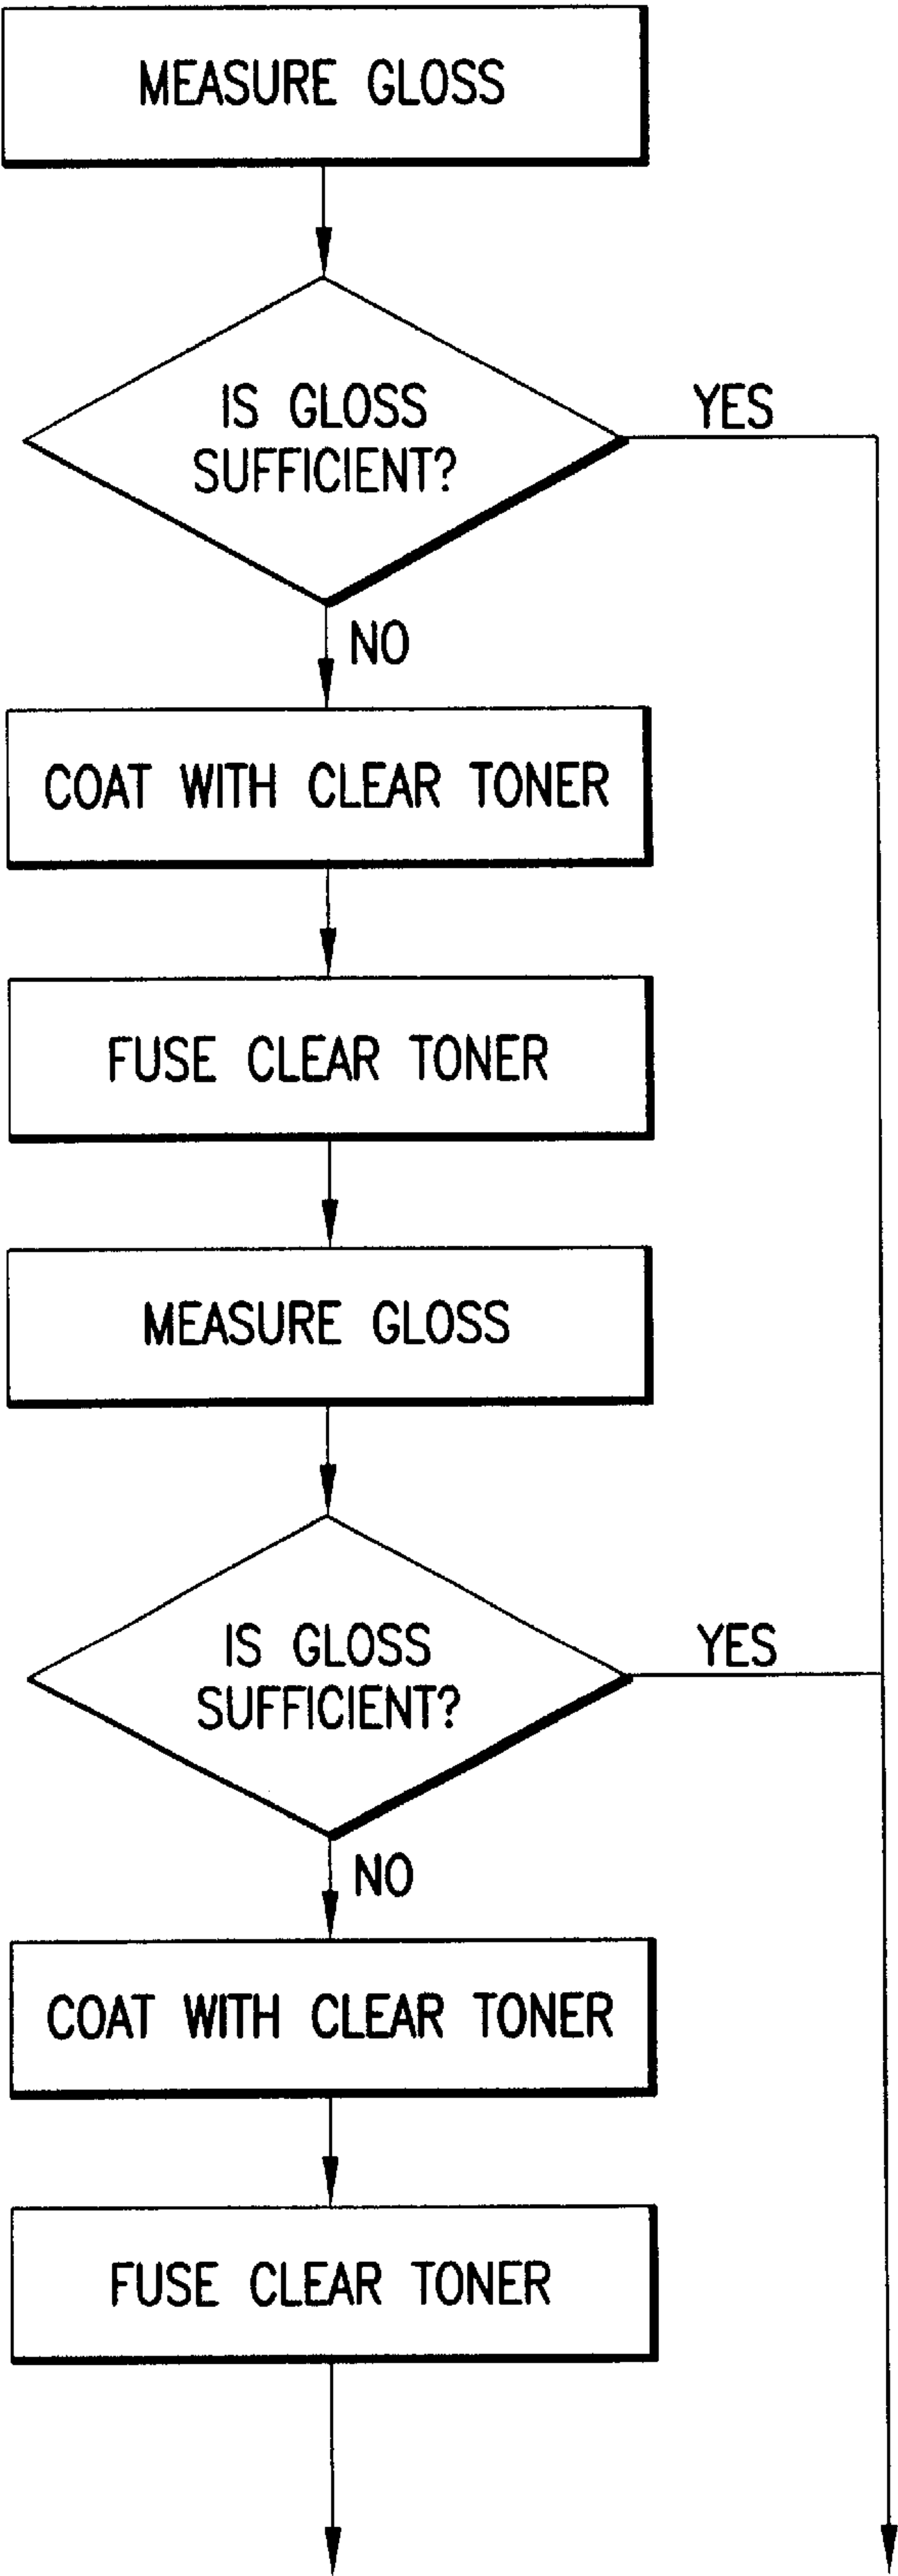 MEASURE GLOSS
IS GLOSS
SUFFICIENT?
YES
NO
COAT WITH CLEAR TONER
FUSE CLEAR TONER
MEASURE GLOSS
IS GLOSS
SUFFICIENT?
YES
NO
COAT WITH CLEAR TONER
FUSE CLEAR TONER